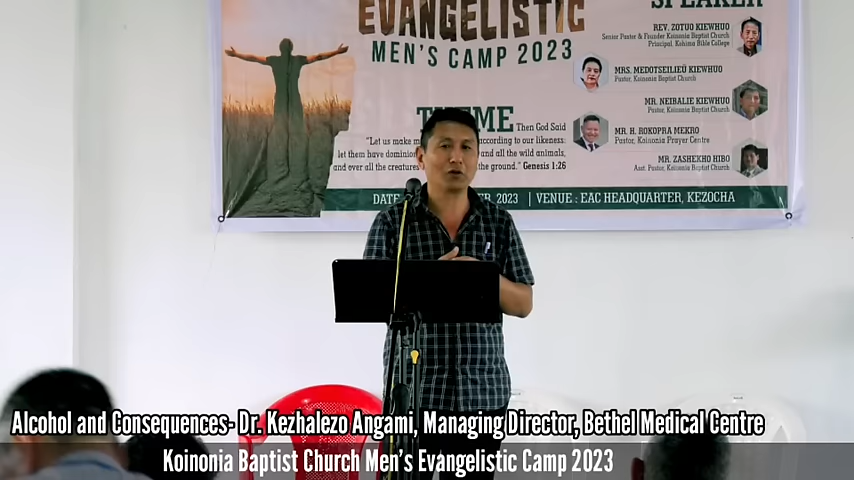 SPEAKER
EVANGELISTIC
MEN'S CAMP 2023
REV. ZOTUO KIEWHUO
Senior Pastor & Founder Koinonia Baptist Church
Principal, Kohima Bible College
MRS. MEDOTSEILIEÜ KIEWHUO
Pastor, Koinonia Baptist Church
MR. NEIBALIE KIEWHUO
Pastor, Koinonia Baptist Church
MR. H. ROKOPRA MEKRO
Pastor, Koinonia Prayer Centre
MR. ZASHEKHO HIBO
Asst. Pastor, Koinonia Baptist Church
THEME
Then God Said
"Let us make according to our likeness:
let them have dominion and all the wild animals,
and over all the creatures the ground." Genesis 1:26
DATE 2023 | VENUE : EAC HEADQUARTER, KEZOCHA
Alcohol and Consequences- Dr. Kezhalezo Angami, Managing Director, Bethel Medical Centre
Koinonia Baptist Church Men's Evangelistic Camp 2023